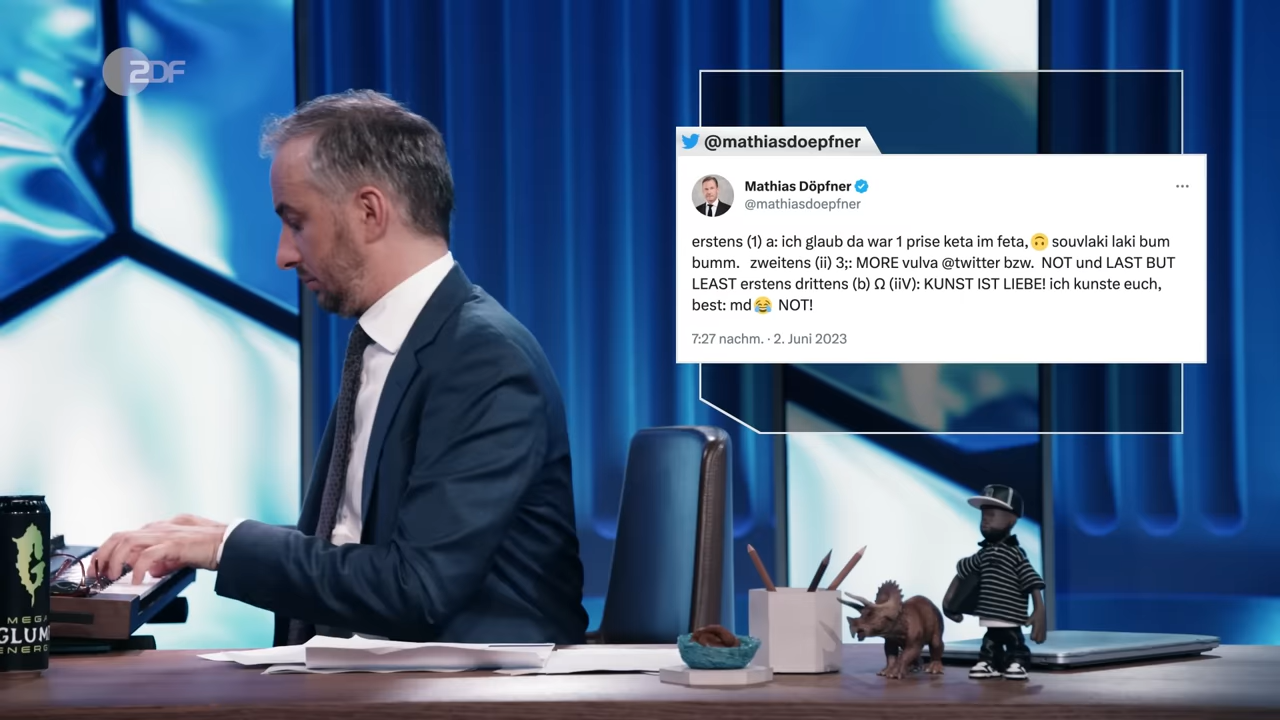 ZDF
@mathiasdoepfner
Mathias Döpfner
@mathiasdoepfner
erstens (1) a: ich glaub da war 1 prise keta im feta,🙃 souvlaki laki bum
bumm.   zweitens (ii) 3;: MORE vulva @twitter bzw.  NOT und LAST BUT
LEAST erstens drittens (b) Ω (iiV): KUNST IST LIEBE! ich kunste euch,
best: md😂 NOT!
7:27 nachm. · 2. Juni 2023
MEGA
GLUM
ENERG